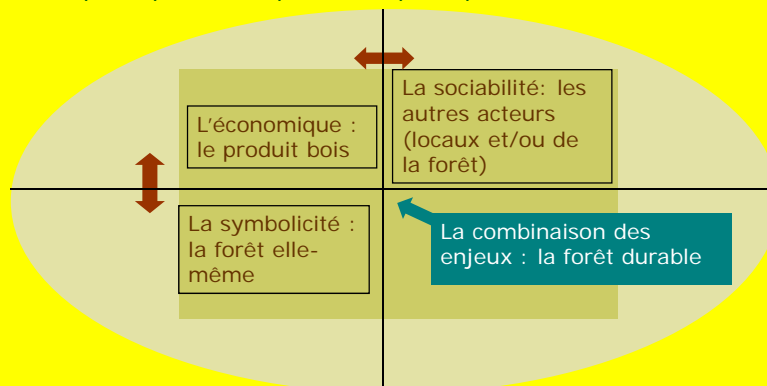 L'économique :
le produit bois
La sociabilité: les
autres acteurs
(locaux et/ou de
la forêt)
La symbolicité :
la forêt elle-
même
La combinaison des
enjeux : la forêt durable